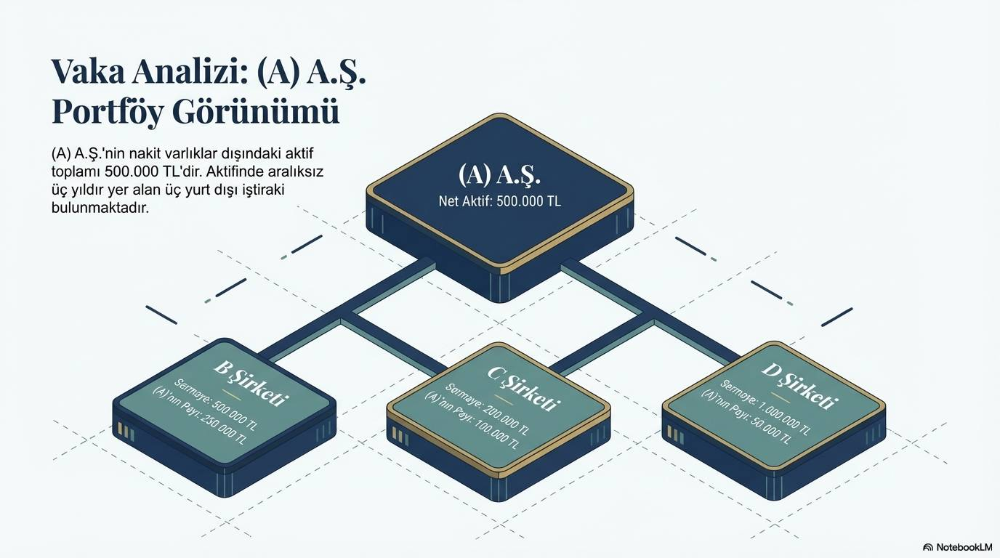 Vaka Analizi: (A) A.Ş.
Portföy Görünümü
(A) A.Ş.'nin nakit varlıklar dışındaki aktif
toplamı 500.000 TL'dir. Aktifinde aralıksız
üç yıldır yer alan üç yurt dışı iştiraki
bulunmaktadır.
(A) A.Ş.
Net Aktif: 500.000 TL
B Şirketi
Sermaye: 500.000 TL
(A)'nın Payı: 250.000 TL
C Şirketi
Sermaye: 200.000 TL
(A)'nın Payı: 100.000 TL
D Şirketi
Sermaye: 1.000.000 TL
(A)'nın Payı: 50.000 TL
NotebookLM